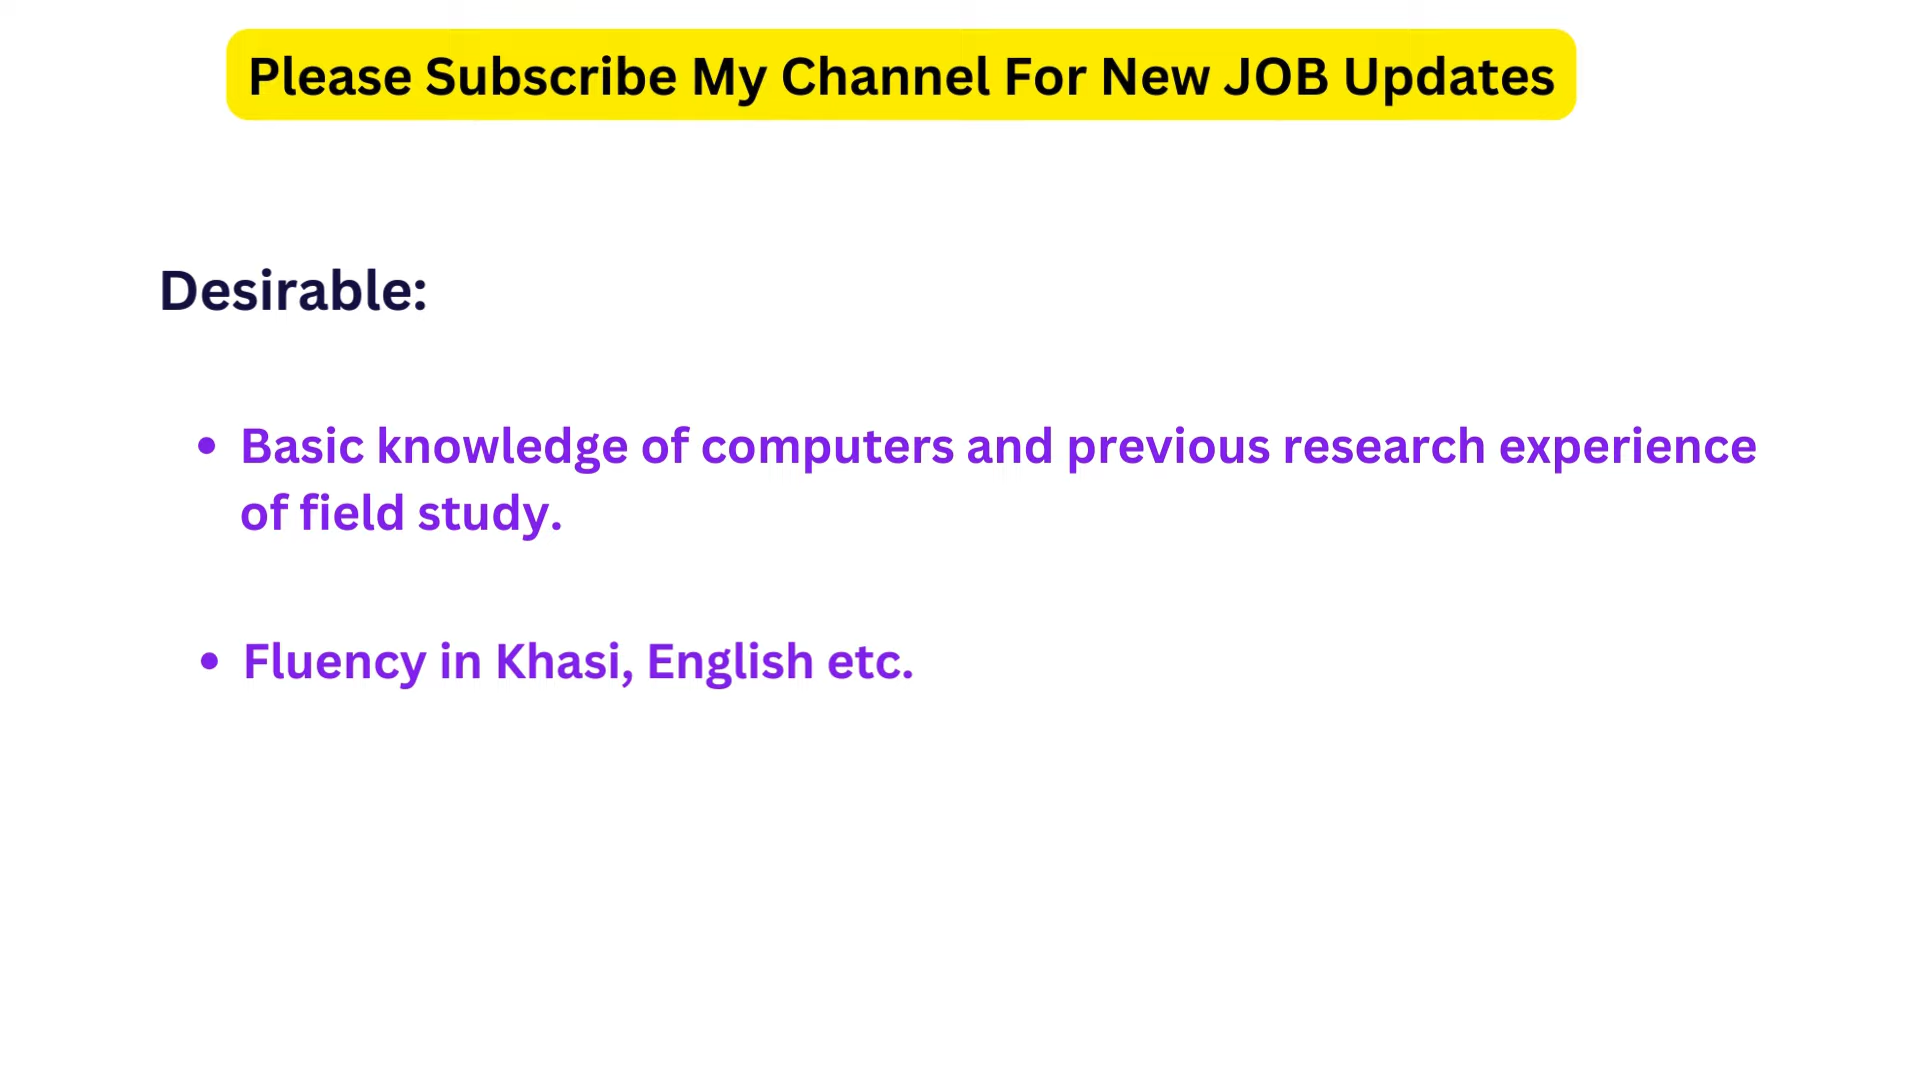 Please Subscribe My Channel For New JOB Updates
Desirable:
• Basic knowledge of computers and previous research experience
of field study.
• Fluency in Khasi, English etc.